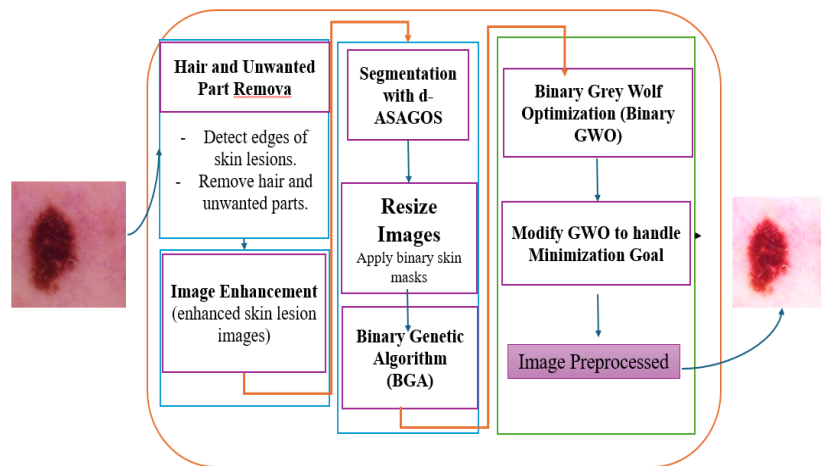 Hair and Unwanted
Part Remova
- Detect edges of
skin lesions.
- Remove hair and
unwanted parts.
Image Enhancement
(enhanced skin lesion
images)
Segmentation
with d-
ASAGOS
Resize
Images
Apply binary skin
masks
Binary Genetic
Algorithm
(BGA)
Binary Grey Wolf
Optimization (Binary
GWO)
Modify GWO to handle
Minimization Goal
Image Preprocessed